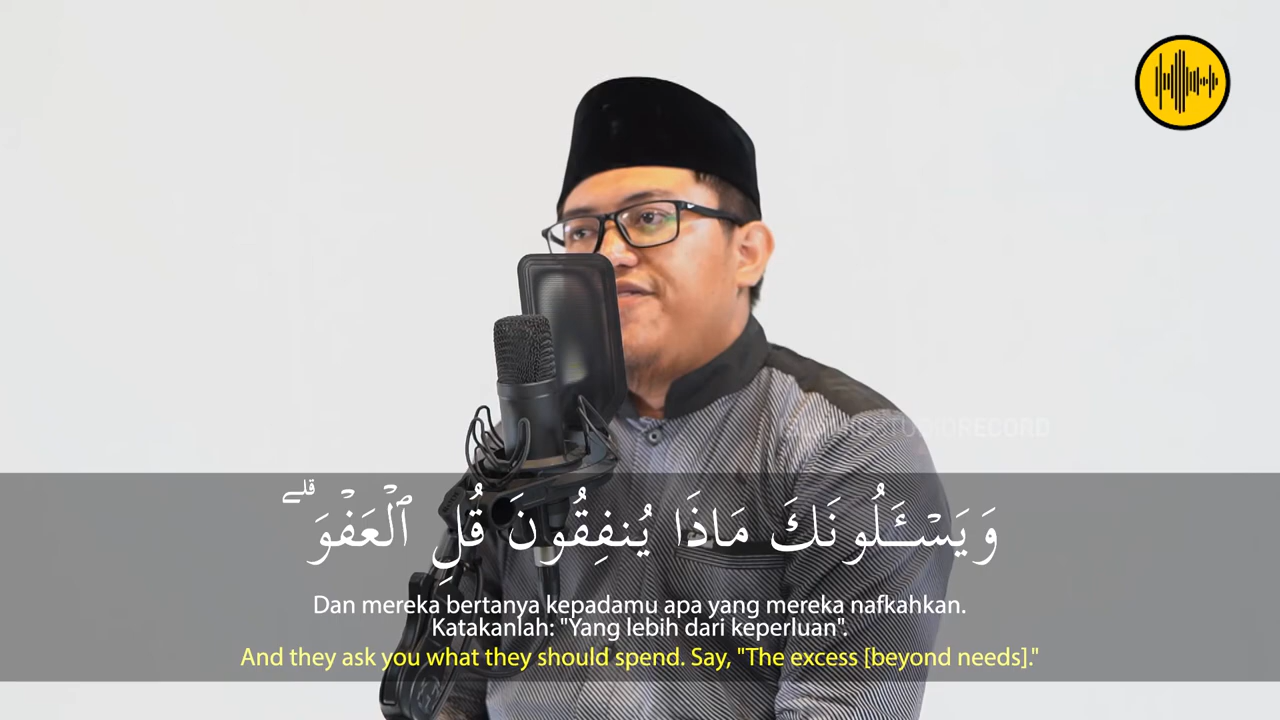 وَيَسْـَٔلُونَكَ مَاذَا يُنفِقُونَ قُلِ ٱلْعَفْوَ ۗ
Dan mereka bertanya kepadamu apa yang mereka nafkahkan.
Katakanlah: "Yang lebih dari keperluan".
And they ask you what they should spend. Say, "The excess [beyond needs]."